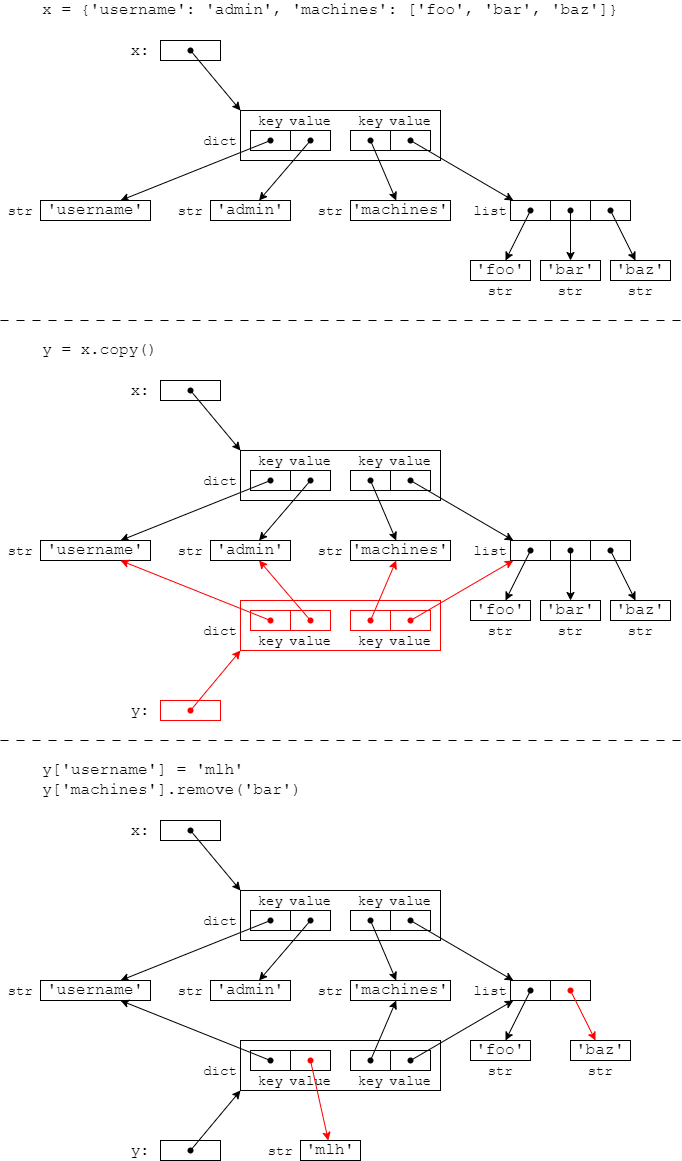 x = {'username': 'admin', 'machines': ['foo', 'bar', 'baz']}
x:
key value key value
dict
str 'username' str 'admin' str 'machines' list
'foo' 'bar' 'baz'
str str str
y = x.copy()
x:
key value key value
dict
str 'username' str 'admin' str 'machines' list
'foo' 'bar' 'baz'
str str str
dict
key value key value
y:
y['username'] = 'mlh'
y['machines'].remove('bar')
x:
key value key value
dict
str 'username' str 'admin' str 'machines' list
'foo' 'baz'
str str
dict
key value key value
y: str 'mlh'